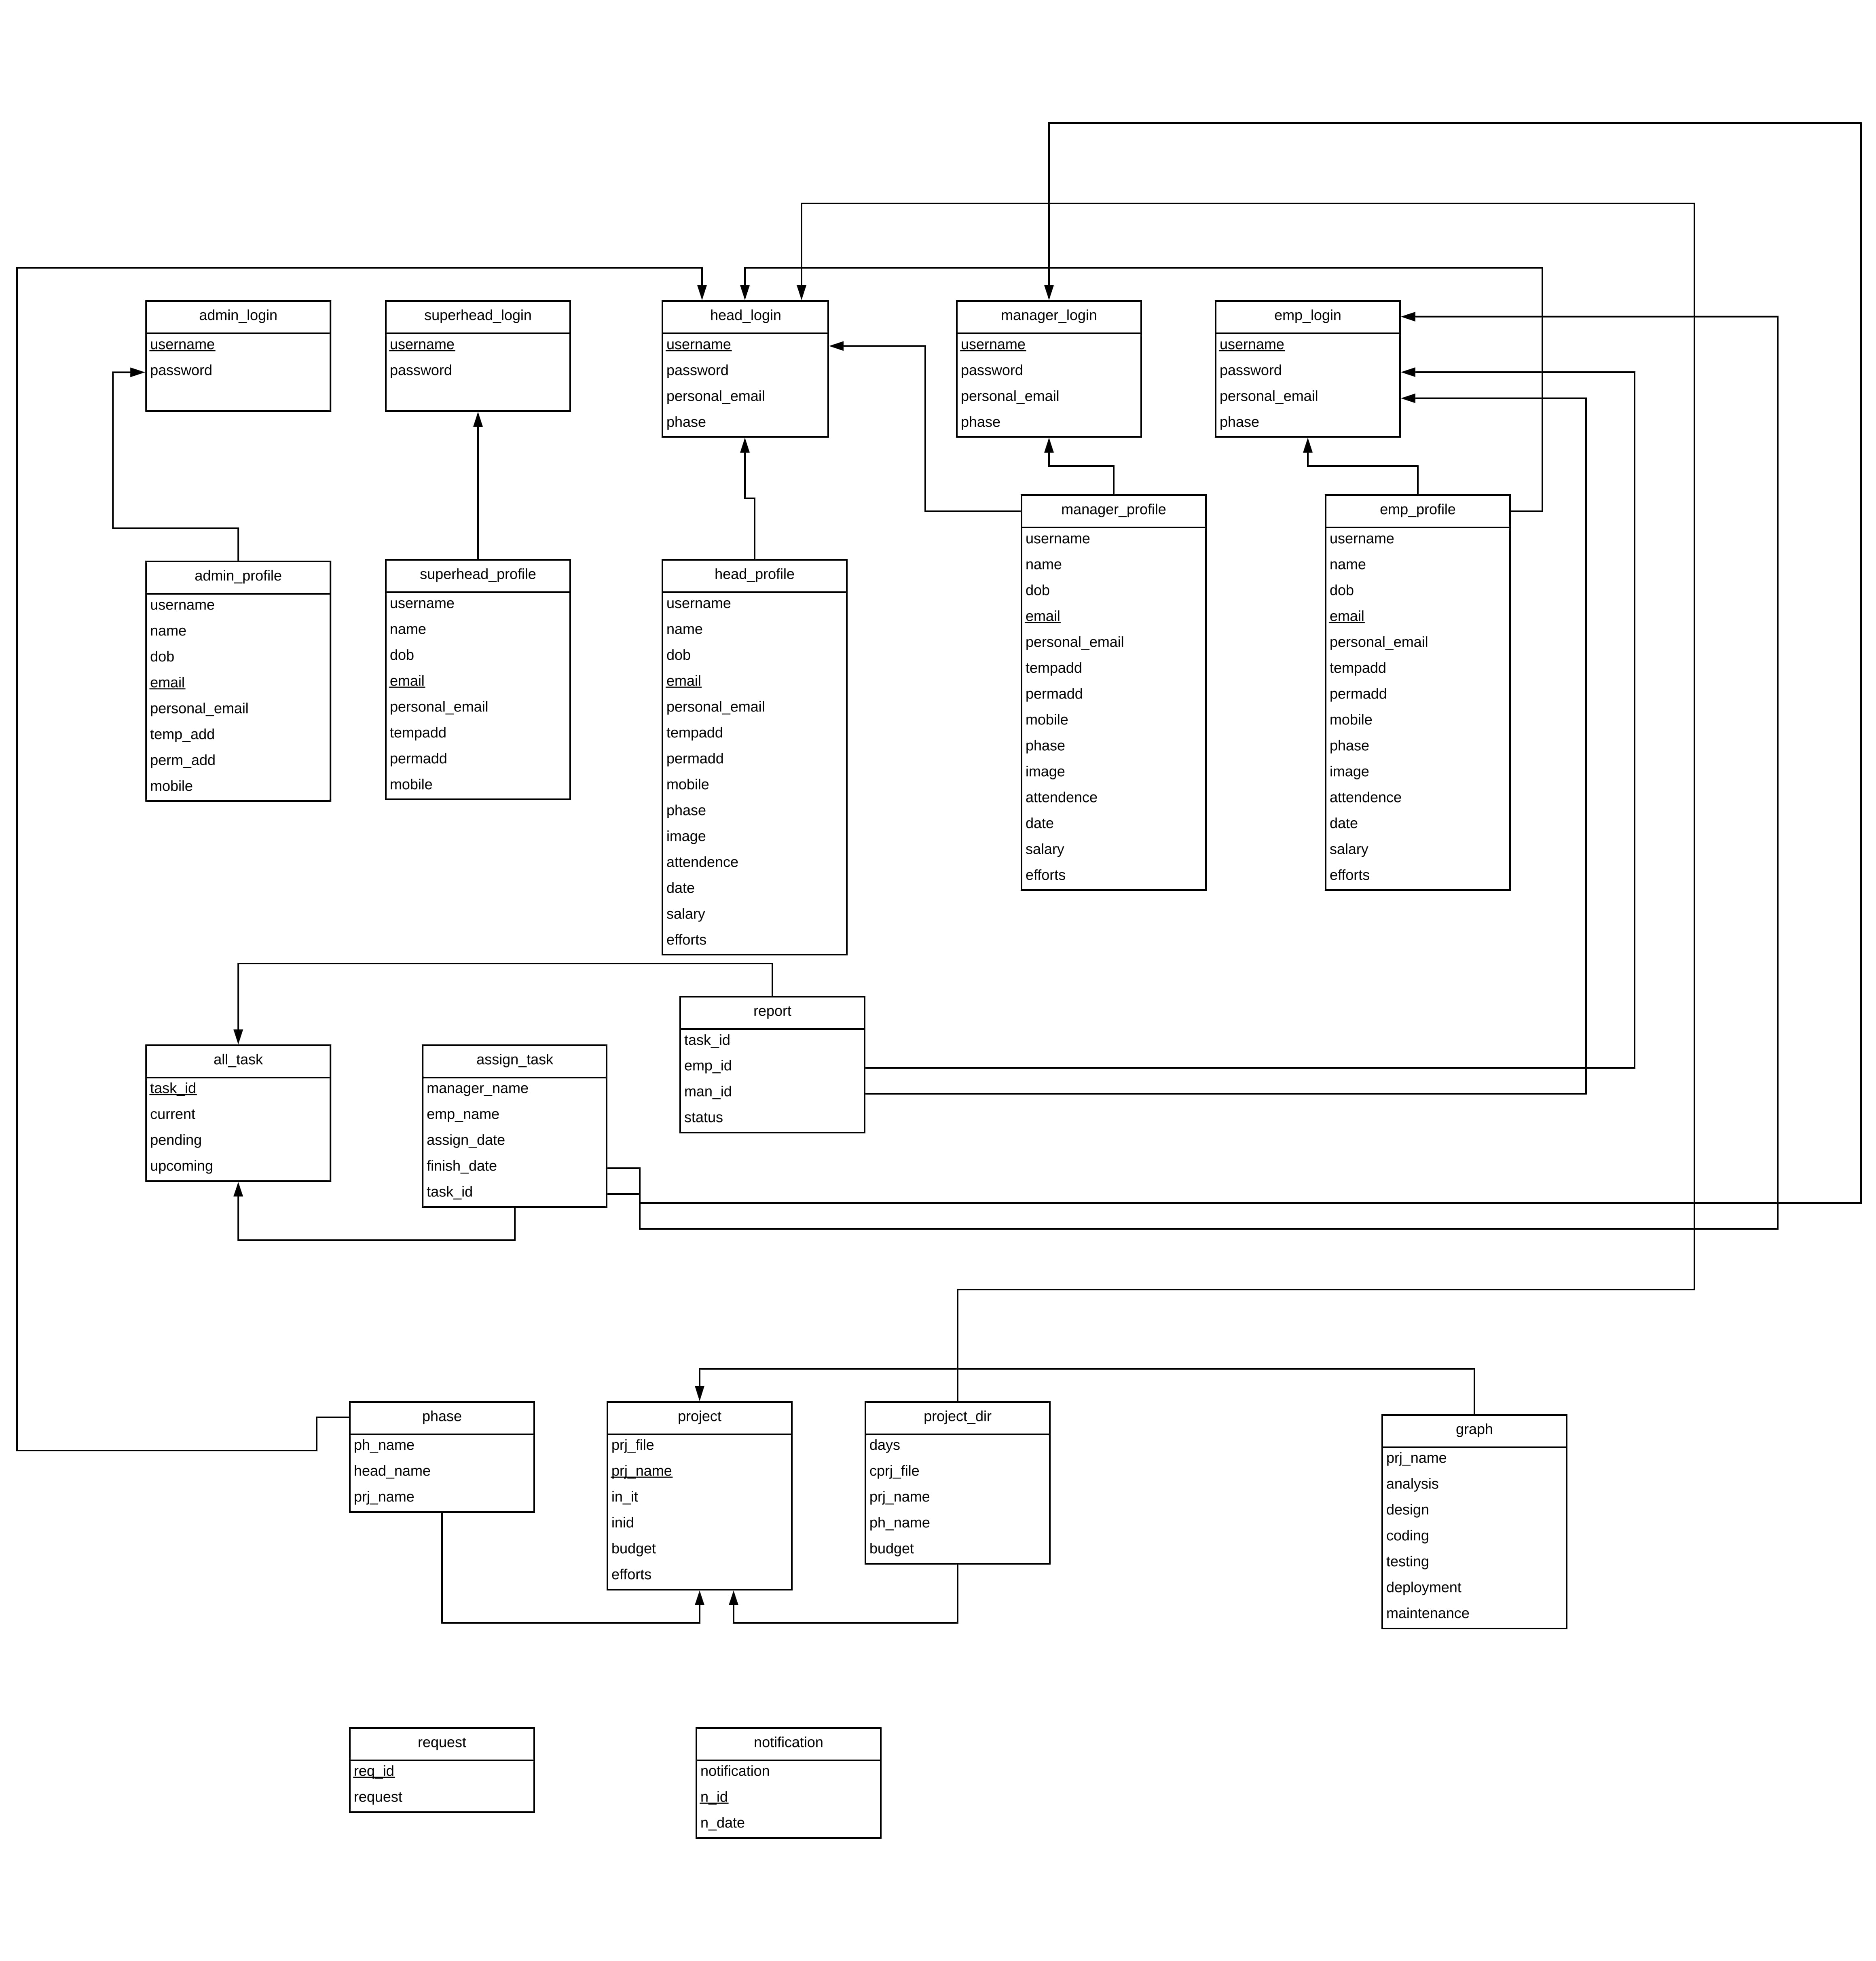 admin_login
username
password
superhead_login
username
password
head_login
username
password
personal_email
phase
manager_login
username
password
personal_email
phase
emp_login
username
password
personal_email
phase
admin_profile
username
name
dob
email
personal_email
temp_add
perm_add
mobile
superhead_profile
username
name
dob
email
personal_email
tempadd
permadd
mobile
head_profile
username
name
dob
email
personal_email
tempadd
permadd
mobile
phase
image
attendence
date
salary
efforts
manager_profile
username
name
dob
email
personal_email
tempadd
permadd
mobile
phase
image
attendence
date
salary
efforts
emp_profile
username
name
dob
email
personal_email
tempadd
permadd
mobile
phase
image
attendence
date
salary
efforts
all_task
task_id
current
pending
upcoming
assign_task
manager_name
emp_name
assign_date
finish_date
task_id
report
task_id
emp_id
man_id
status
phase
ph_name
head_name
prj_name
project
prj_file
prj_name
in_it
inid
budget
efforts
project_dir
days
cprj_file
prj_name
ph_name
budget
graph
prj_name
analysis
design
coding
testing
deployment
maintenance
request
req_id
request
notification
notification
n_id
n_date